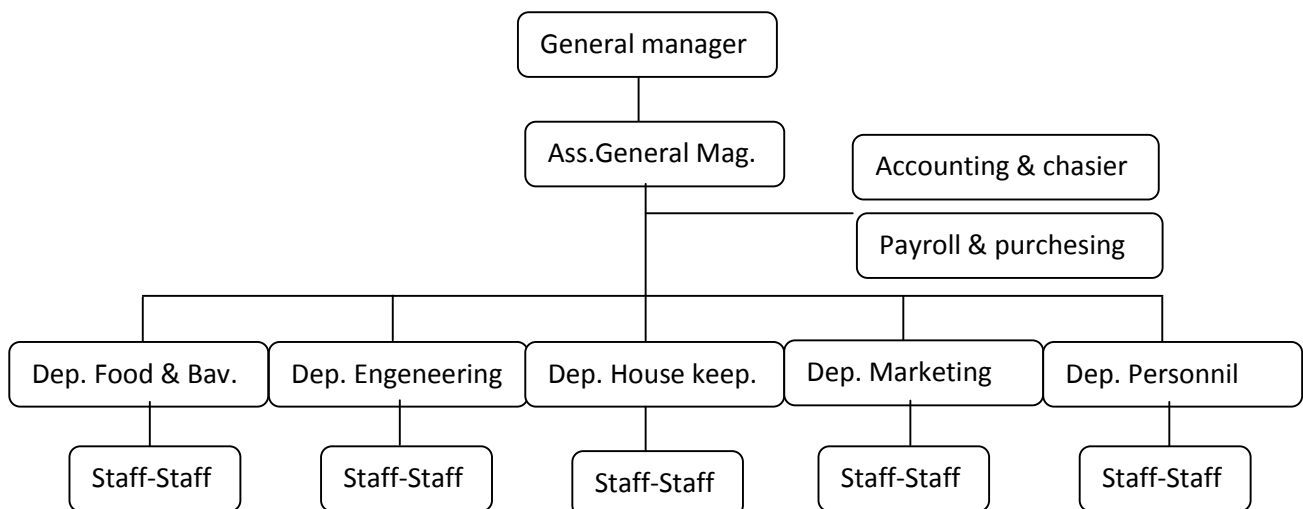 General manager
Ass.General Mag.
Accounting & chasier
Payroll & purchesing
Dep. Food & Bav.
Dep. Engeneering
Dep. House keep.
Dep. Marketing
Dep. Personnil
Staff-Staff
Staff-Staff
Staff-Staff
Staff-Staff
Staff-Staff